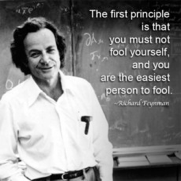 The first principle
is that
you must not
fool yourself,
and you
are the easiest
person to fool.
-Richard Feynman